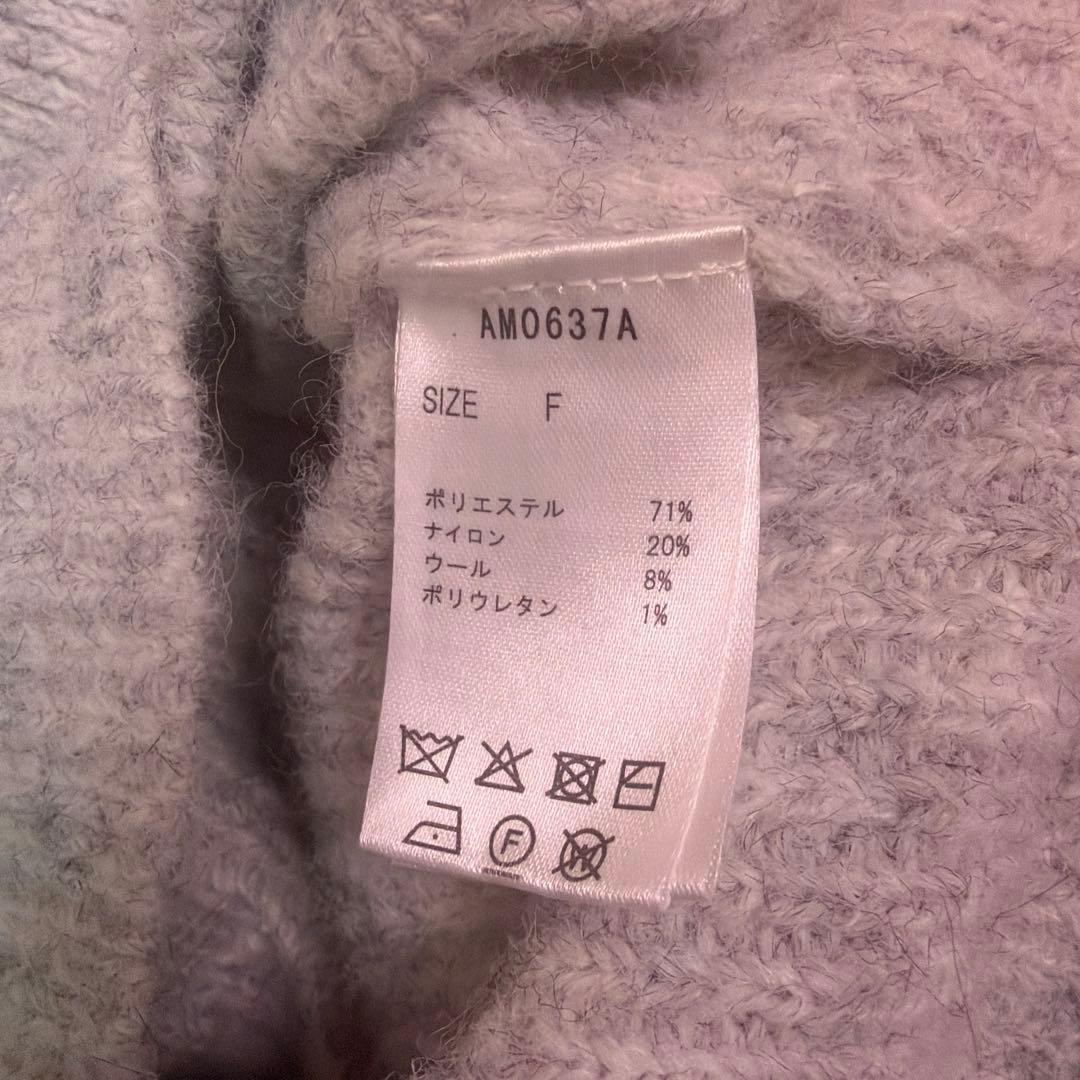 AM0637A
SIZE F
ポリエステル 71%
ナイロン 20%
ウール 8%
ポリウレタン 1%
F
W